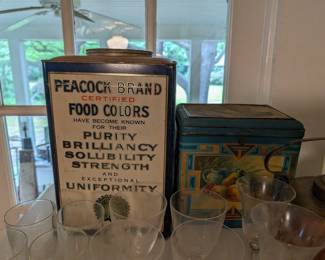 PEACOCK BRAND
CERTIFIED
FOOD COLORS
HAVE BECOME KNOWN
FOR THEIR
PURITY
BRILLIANCY
SOLUBILITY
STRENGTH
AND
EXCEPTIONAL
UNIFORMITY